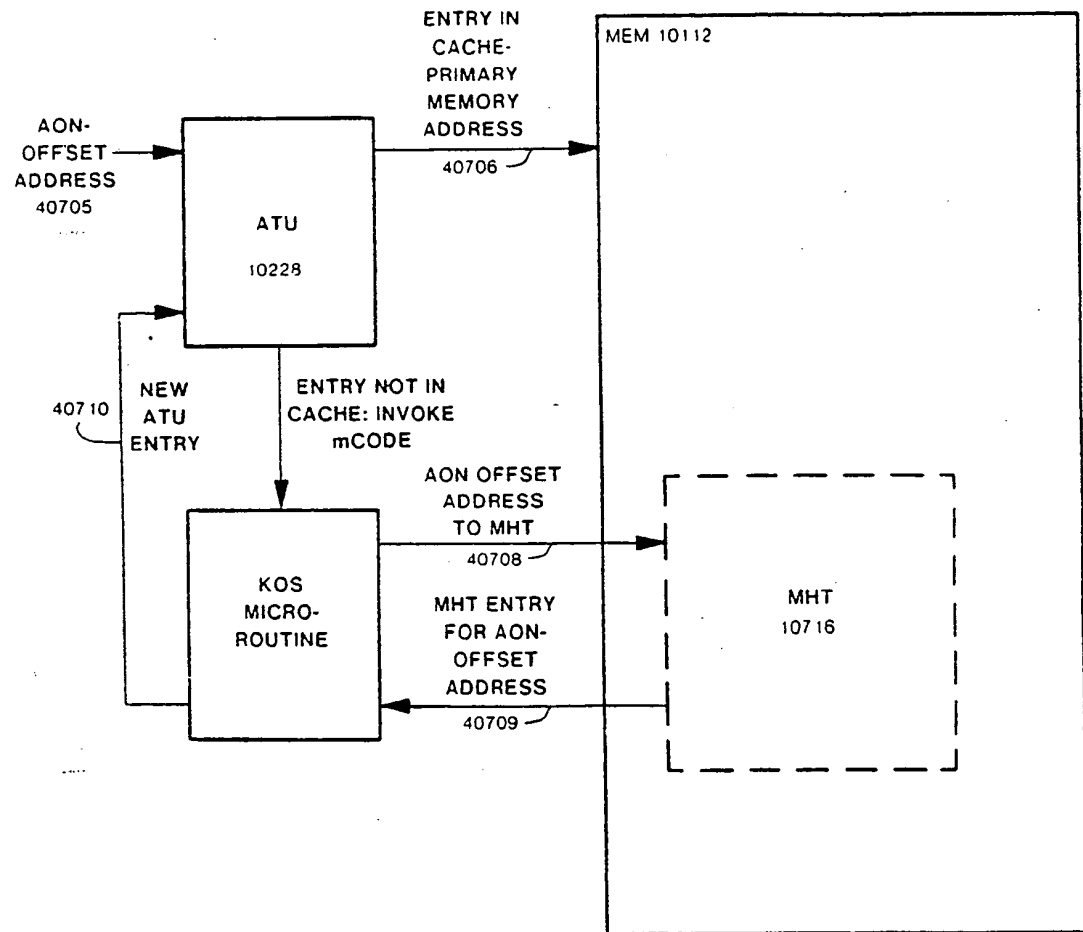 ENTRY IN
CACHE-
PRIMARY
MEMORY
ADDRESS
40706
MEM 10112
AON-
OFFSET
ADDRESS
40705
ATU
10228
40710
NEW
ATU
ENTRY
ENTRY NOT IN
CACHE: INVOKE
mCODE
AON OFFSET
ADDRESS
TO MHT
40708
KOS
MICRO-
ROUTINE
MHT ENTRY
FOR AON-
OFFSET
ADDRESS
40709
MHT
10716